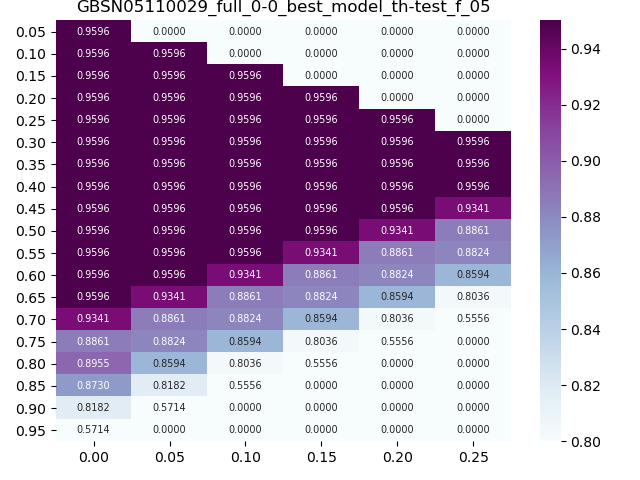 GBSN05110029_full_0-0_best_model_th-test_f_05
0.05 0.9596 0.0000 0.0000 0.0000 0.0000 0.0000
0.10 0.9596 0.9596 0.0000 0.0000 0.0000 0.0000
0.15 0.9596 0.9596 0.9596 0.0000 0.0000 0.0000
0.20 0.9596 0.9596 0.9596 0.9596 0.0000 0.0000
0.25 0.9596 0.9596 0.9596 0.9596 0.9596 0.0000
0.30 0.9596 0.9596 0.9596 0.9596 0.9596 0.9596
0.35 0.9596 0.9596 0.9596 0.9596 0.9596 0.9596
0.40 0.9596 0.9596 0.9596 0.9596 0.9596 0.9596
0.45 0.9596 0.9596 0.9596 0.9596 0.9596 0.9341
0.50 0.9596 0.9596 0.9596 0.9596 0.9341 0.8861
0.55 0.9596 0.9596 0.9596 0.9341 0.8861 0.8824
0.60 0.9596 0.9596 0.9341 0.8861 0.8824 0.8594
0.65 0.9596 0.9341 0.8861 0.8824 0.8594 0.8036
0.70 0.9341 0.8861 0.8824 0.8594 0.8036 0.5556
0.75 0.8861 0.8824 0.8594 0.8036 0.5556 0.0000
0.80 0.8955 0.8594 0.8036 0.5556 0.0000 0.0000
0.85 0.8730 0.8182 0.5556 0.0000 0.0000 0.0000
0.90 0.8182 0.5714 0.0000 0.0000 0.0000 0.0000
0.95 0.5714 0.0000 0.0000 0.0000 0.0000 0.0000
0.00 0.05 0.10 0.15 0.20 0.25
0.94
0.92
0.90
0.88
0.86
0.84
0.82
0.80